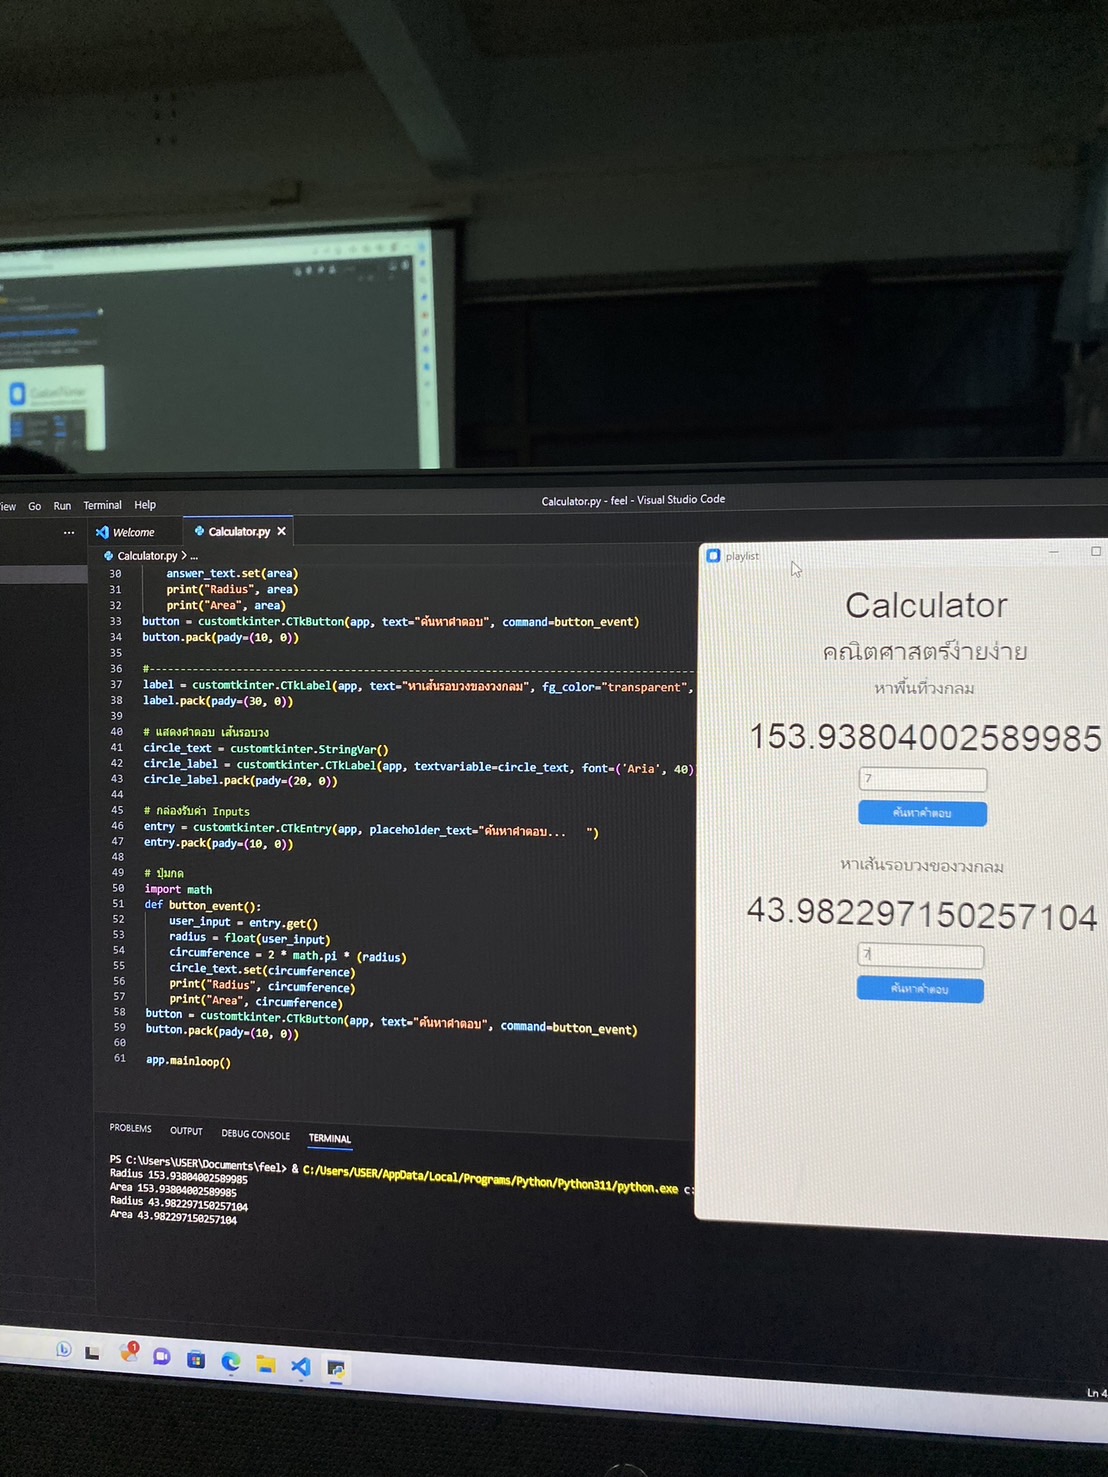 Go Run Terminal Help
Calculator.py - feel - Visual Studio Code
Welcome
Calculator.py
Calculator.py > ...
30 answer_text.set(area)
31 print("Radius", area)
32 print("Area", area)
33 button = customtkinter.CTkButton(app, text="ค้นหาคำตอบ", command=button_event)
34 button.pack(pady=(10, 0))
35
36 #--------------------------------------------------------------------------------
37 label = customtkinter.CTkLabel(app, text="หาเส้นรอบวงของวงกลม", fg_color="transparent",
38 label.pack(pady=(30, 0))
39
40 # แสดงคำตอบ เส้นรอบวง
41 circle_text = customtkinter.StringVar()
42 circle_label = customtkinter.CTkLabel(app, textvariable=circle_text, font=('Aria', 40)
43 circle_label.pack(pady=(20, 0))
44
45 # กล่องรับค่า Inputs
46 entry = customtkinter.CTkEntry(app, placeholder_text="ค้นหาคำตอบ... ")
47 entry.pack(pady=(10, 0))
48
49 # ปุ่มกด
50 import math
51 def button_event():
52 user_input = entry.get()
53 radius = float(user_input)
54 circumference = 2 * math.pi * (radius)
55 circle_text.set(circumference)
56 print("Radius", circumference)
57 print("Area", circumference)
58 button = customtkinter.CTkButton(app, text="ค้นหาคำตอบ", command=button_event)
59 button.pack(pady=(10, 0))
60
61 app.mainloop()
PROBLEMS OUTPUT DEBUG CONSOLE TERMINAL
PS C:\Users\USER\Documents\feel> & C:/Users/USER/AppData/Local/Programs/Python/Python311/python.exe c:
Radius 153.93804002589985
Area 153.93804002589985
Radius 43.982297150257104
Area 43.982297150257104
playlist
Calculator
คณิตศาสตร์ง่ายง่าย
หาพื้นที่วงกลม
153.93804002589985
7
ค้นหาคำตอบ
หาเส้นรอบวงของวงกลม
43.982297150257104
7
ค้นหาคำตอบ
1
Ln 4